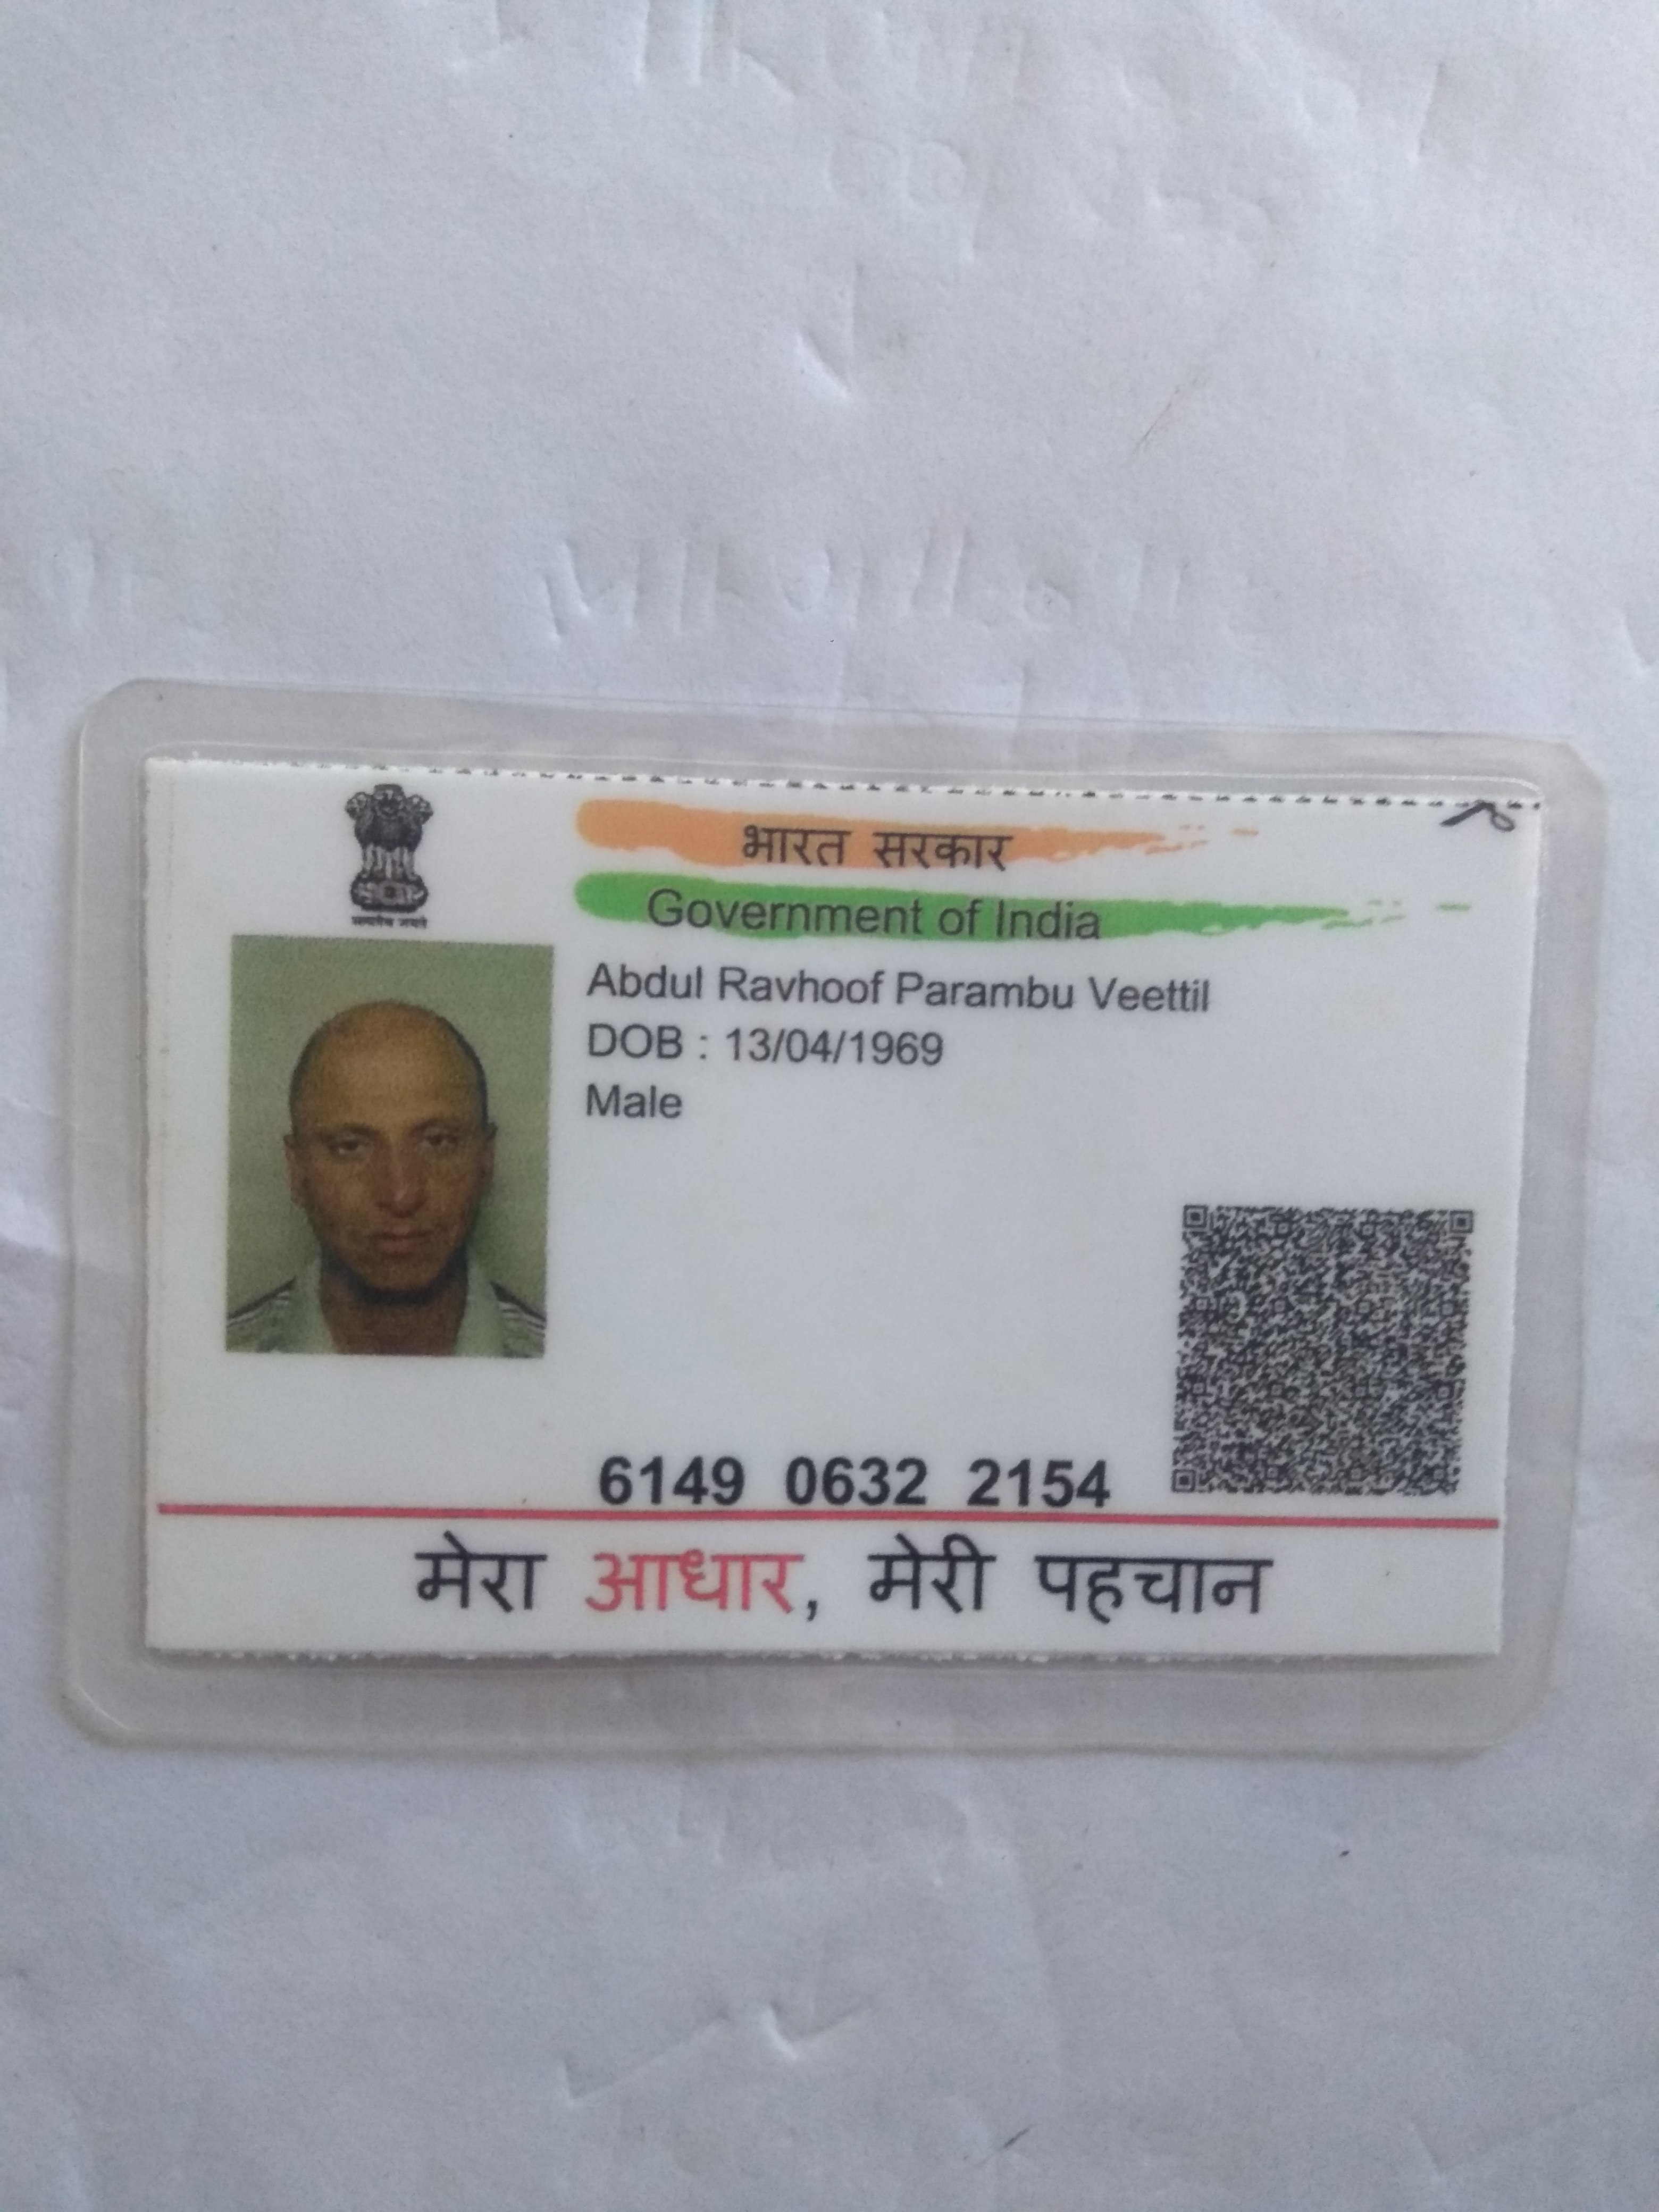 सत्यमेव जयते
भारत सरकार
Government of India
Abdul Ravhoof Parambu Veettil
DOB : 13/04/1969
Male
6149 0632 2154
मेरा आधार, मेरी पहचान